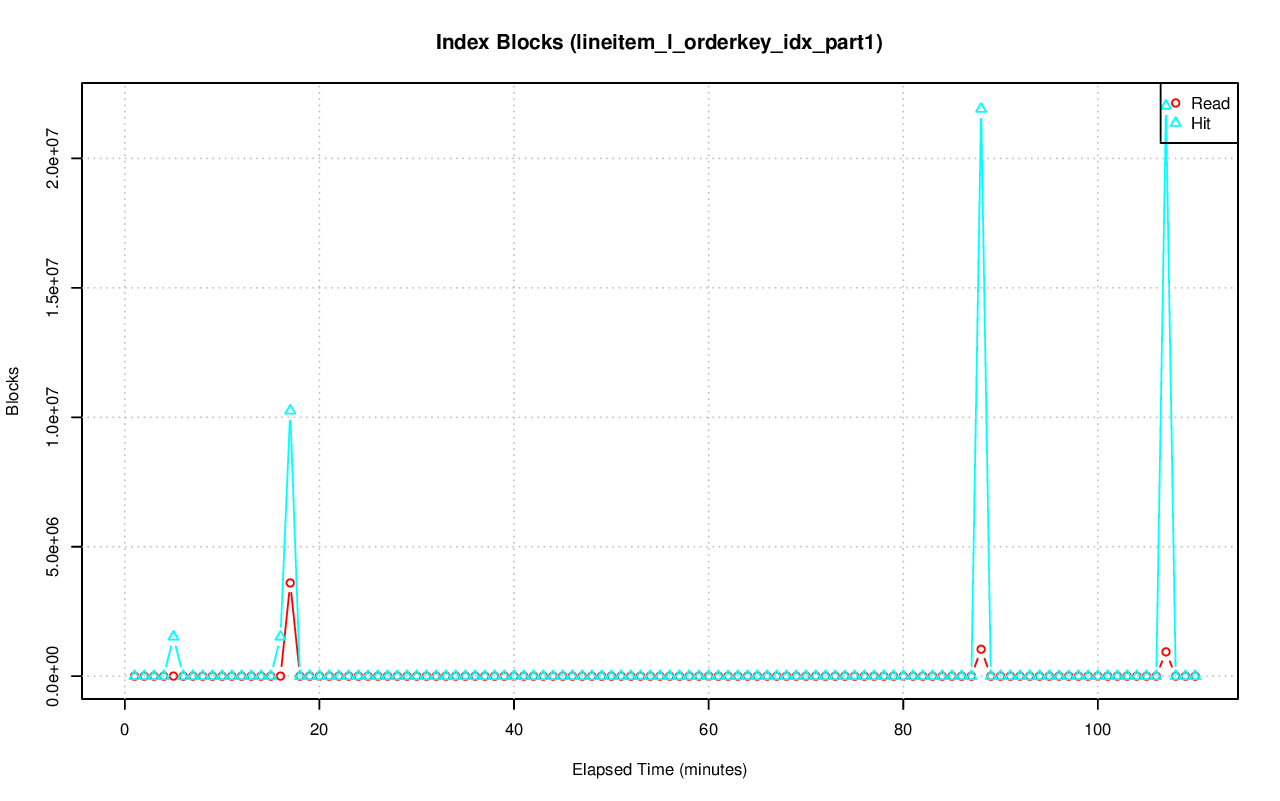 Index Blocks (lineitem_l_orderkey_idx_part1)
Read
Hit
Blocks
2.0e+07
1.5e+07
1.0e+07
5.0e+06
0.0e+00
0 20 40 60 80 100
Elapsed Time (minutes)